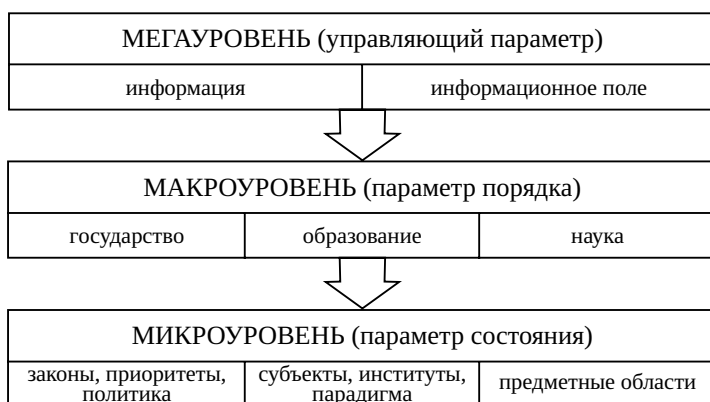 МЕГАУРОВЕНЬ (управляющий параметр)
информация информационное поле
МАКРОУРОВЕНЬ (параметр порядка)
государство образование наука
МИКРОУРОВЕНЬ (параметр состояния)
законы, приоритеты, политика
субъекты, институты, парадигма
предметные области